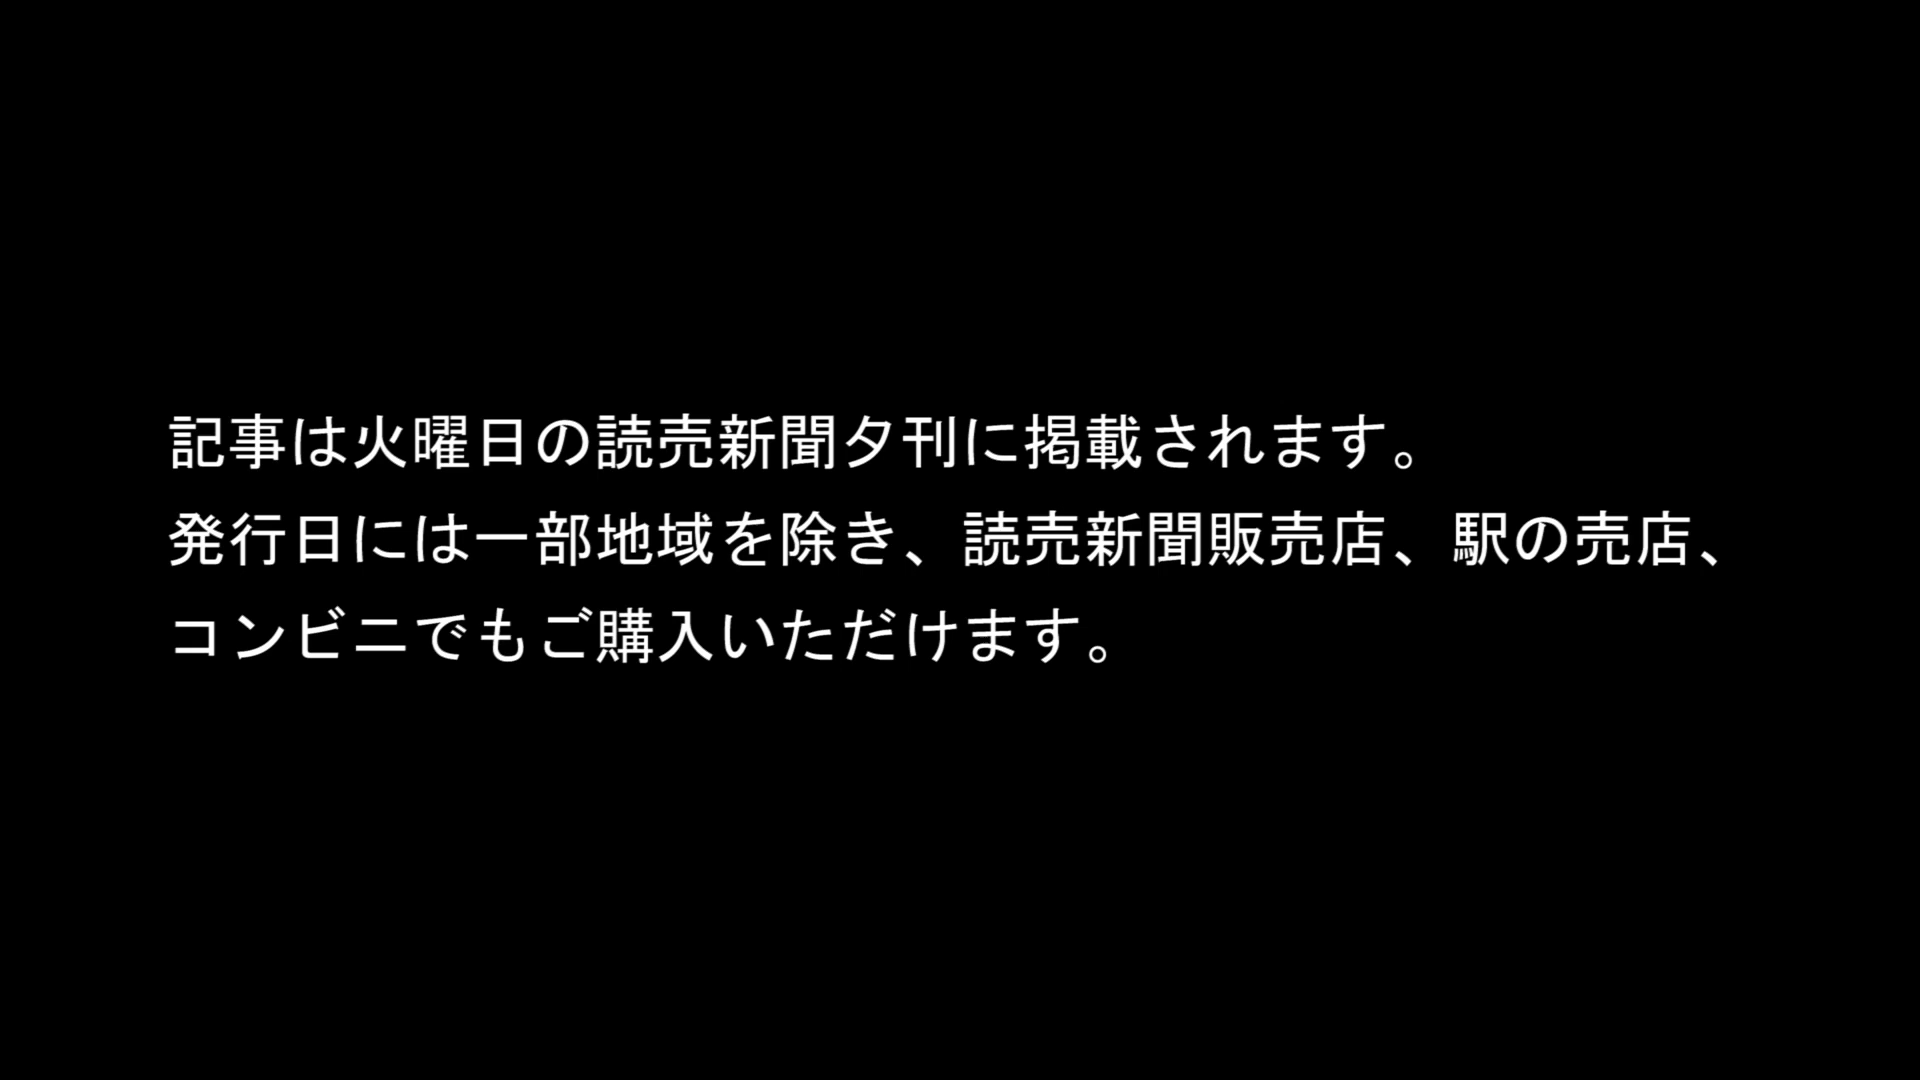 記事は火曜日の読売新聞夕刊に掲載されます。
発行日には一部地域を除き、読売新聞販売店、駅の売店、
コンビニでもご購入いただけます。